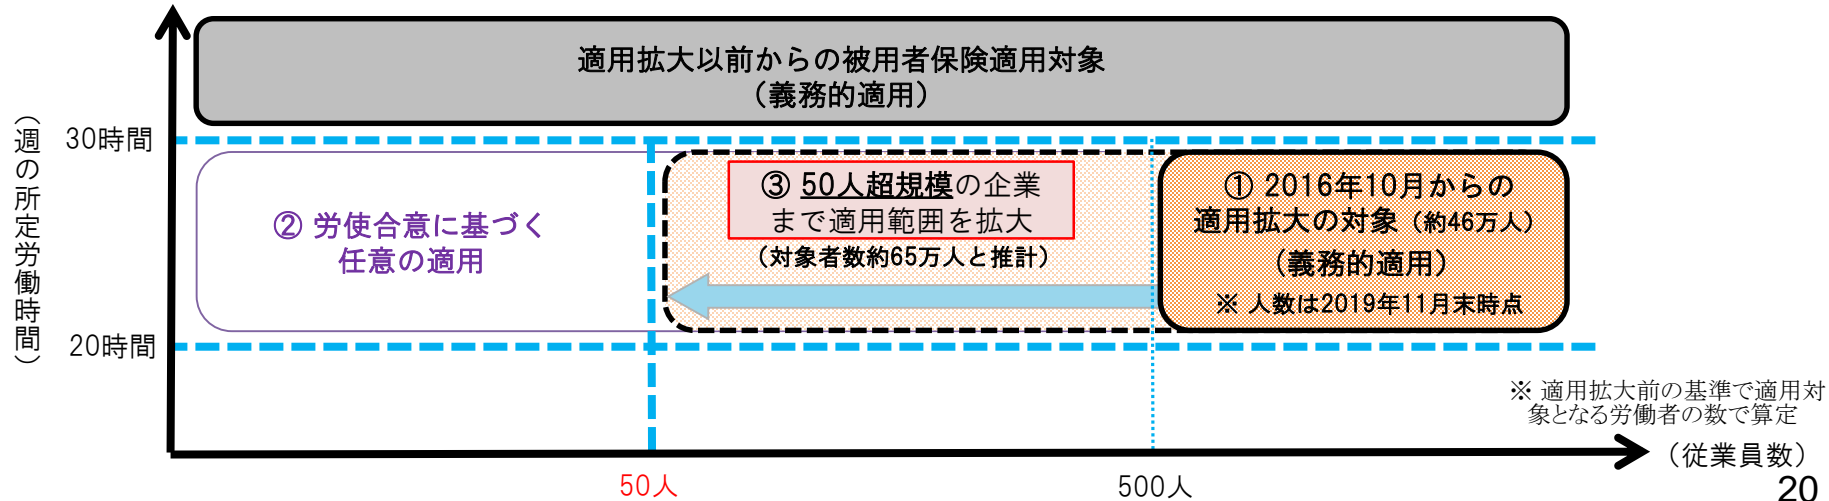 適用拡大以前からの被用者保険適用対象
（義務的適用）
（週の所定労働時間）
30時間
② 労使合意に基づく
任意の適用
③ 50人超規模の企業
まで適用範囲を拡大
（対象者数約65万人と推計）
① 2016年10月からの
適用拡大の対象（約46万人）
（義務的適用）
※ 人数は2019年11月末時点
20時間
※ 適用拡大前の基準で適用対
象となる労働者の数で算定
（従業員数）
50人
500人
20